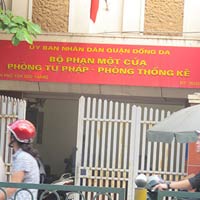 ỦY BAN NHÂN DÂN QUẬN ĐỐNG ĐA
BỘ PHẬN MỘT CỬA
PHÒNG TƯ PHÁP - PHÒNG THỐNG KÊ